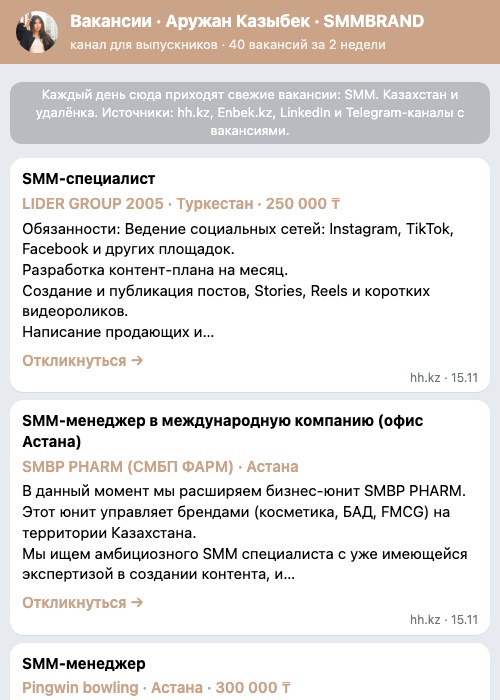 Вакансии · Аружан Казыбек · SMMBRAND
канал для выпускников · 40 вакансий за 2 недели
Каждый день сюда приходят свежие вакансии: SMM. Казахстан и
удалёнка. Источники: hh.kz, Enbek.kz, LinkedIn и Telegram-каналы с
вакансиями.
SMM-специалист
LIDER GROUP 2005 · Туркестан · 250 000 ₸
Обязанности: Ведение социальных сетей: Instagram, TikTok,
Facebook и других площадок.
Разработка контент-плана на месяц.
Создание и публикация постов, Stories, Reels и коротких
видеороликов.
Написание продающих и...
Откликнуться →
hh.kz · 15.11
SMM-менеджер в международную компанию (офис
Астана)
SMBP PHARM (СМБП ФАРМ) · Астана
В данный момент мы расширяем бизнес-юнит SMBP PHARM.
Этот юнит управляет брендами (косметика, БАД, FMCG) на
территории Казахстана.
Мы ищем амбициозного SMM специалиста с уже имеющейся
экспертизой в создании контента, и...
Откликнуться →
hh.kz · 15.11
SMM-менеджер
Pingwin bowling · Астана · 300 000 ₸